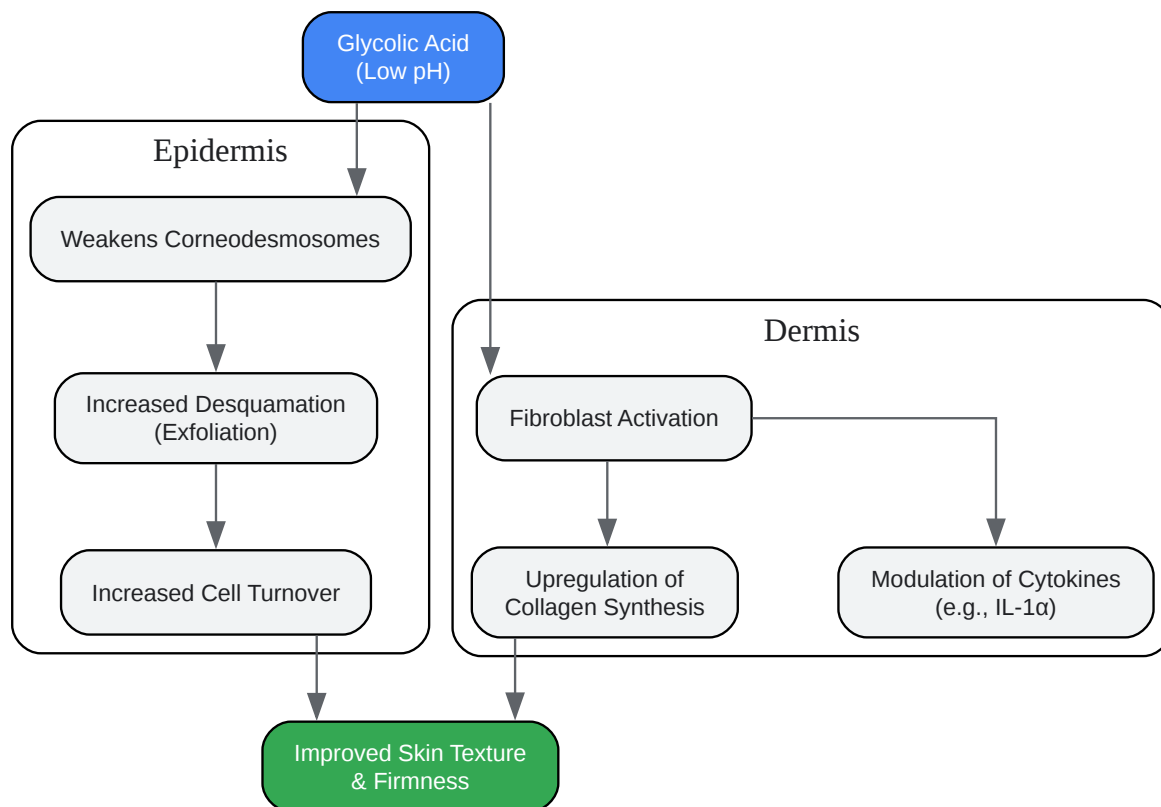 Glycolic Acid
(Low pH)
Epidermis
Weakens Corneodesmosomes
Increased Desquamation
(Exfoliation)
Increased Cell Turnover
Dermis
Fibroblast Activation
Upregulation of
Collagen Synthesis
Modulation of Cytokines
(e.g., IL-1α)
Improved Skin Texture
& Firmness